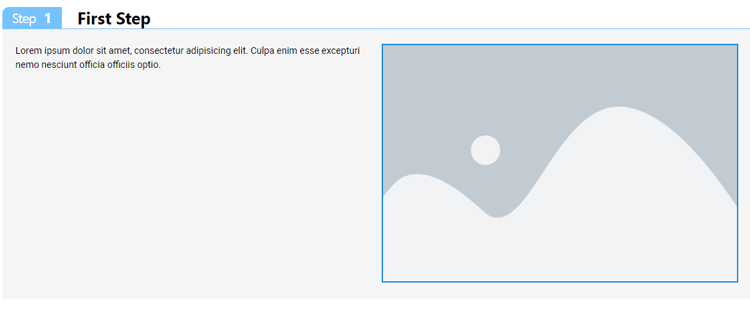 Step 1 First Step
Lorem ipsum dolor sit amet, consectetur adipisicing elit. Culpa enim esse excepturi
nemo nesciunt officia officiis optio.